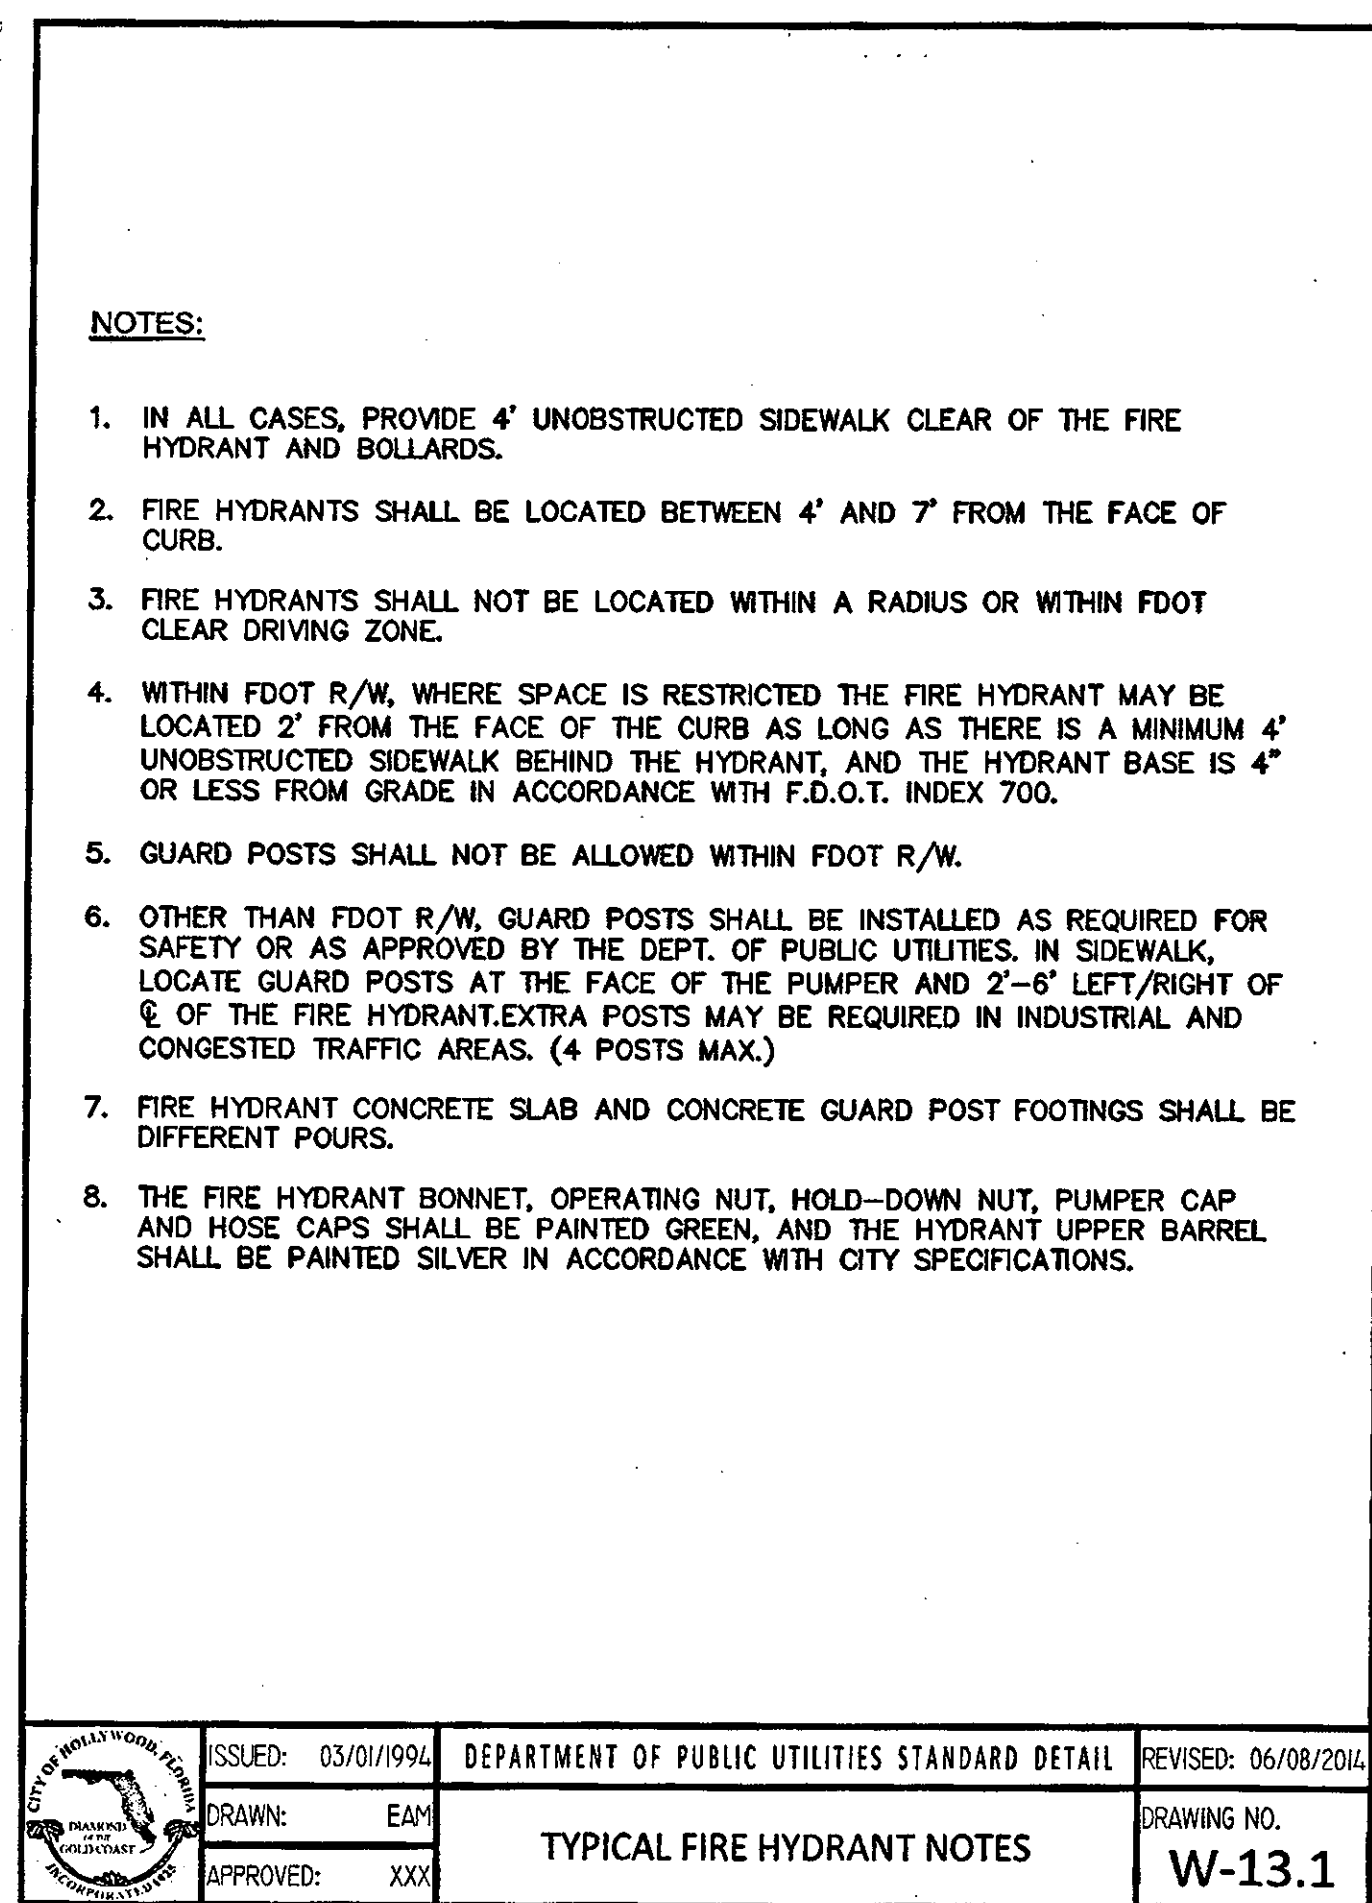 NOTES:
1. IN ALL CASES, PROVIDE 4' UNOBSTRUCTED SIDEWALK CLEAR OF THE FIRE
HYDRANT AND BOLLARDS.
2. FIRE HYDRANTS SHALL BE LOCATED BETWEEN 4' AND 7' FROM THE FACE OF
CURB.
3. FIRE HYDRANTS SHALL NOT BE LOCATED WITHIN A RADIUS OR WITHIN FDOT
CLEAR DRIVING ZONE.
4. WITHIN FDOT R/W, WHERE SPACE IS RESTRICTED THE FIRE HYDRANT MAY BE
LOCATED 2' FROM THE FACE OF THE CURB AS LONG AS THERE IS A MINIMUM 4'
UNOBSTRUCTED SIDEWALK BEHIND THE HYDRANT, AND THE HYDRANT BASE IS 4"
OR LESS FROM GRADE IN ACCORDANCE WITH F.D.O.T. INDEX 700.
5. GUARD POSTS SHALL NOT BE ALLOWED WITHIN FDOT R/W.
6. OTHER THAN FDOT R/W, GUARD POSTS SHALL BE INSTALLED AS REQUIRED FOR
SAFETY OR AS APPROVED BY THE DEPT. OF PUBLIC UTILITIES. IN SIDEWALK,
LOCATE GUARD POSTS AT THE FACE OF THE PUMPER AND 2'-6' LEFT/RIGHT OF
℄ OF THE FIRE HYDRANT.EXTRA POSTS MAY BE REQUIRED IN INDUSTRIAL AND
CONGESTED TRAFFIC AREAS. (4 POSTS MAX.)
7. FIRE HYDRANT CONCRETE SLAB AND CONCRETE GUARD POST FOOTINGS SHALL BE
DIFFERENT POURS.
8. THE FIRE HYDRANT BONNET, OPERATING NUT, HOLD-DOWN NUT, PUMPER CAP
AND HOSE CAPS SHALL BE PAINTED GREEN, AND THE HYDRANT UPPER BARREL
SHALL BE PAINTED SILVER IN ACCORDANCE WITH CITY SPECIFICATIONS.
CITY OF HOLLYWOOD, FLORIDA
DIAMOND
OF THE
GOLD COAST
INCORPORATED 1925
ISSUED: 03/01/1994
DRAWN: EAM
APPROVED: XXX
DEPARTMENT OF PUBLIC UTILITIES STANDARD DETAIL
TYPICAL FIRE HYDRANT NOTES
REVISED: 06/08/2014
DRAWING NO.
W-13.1